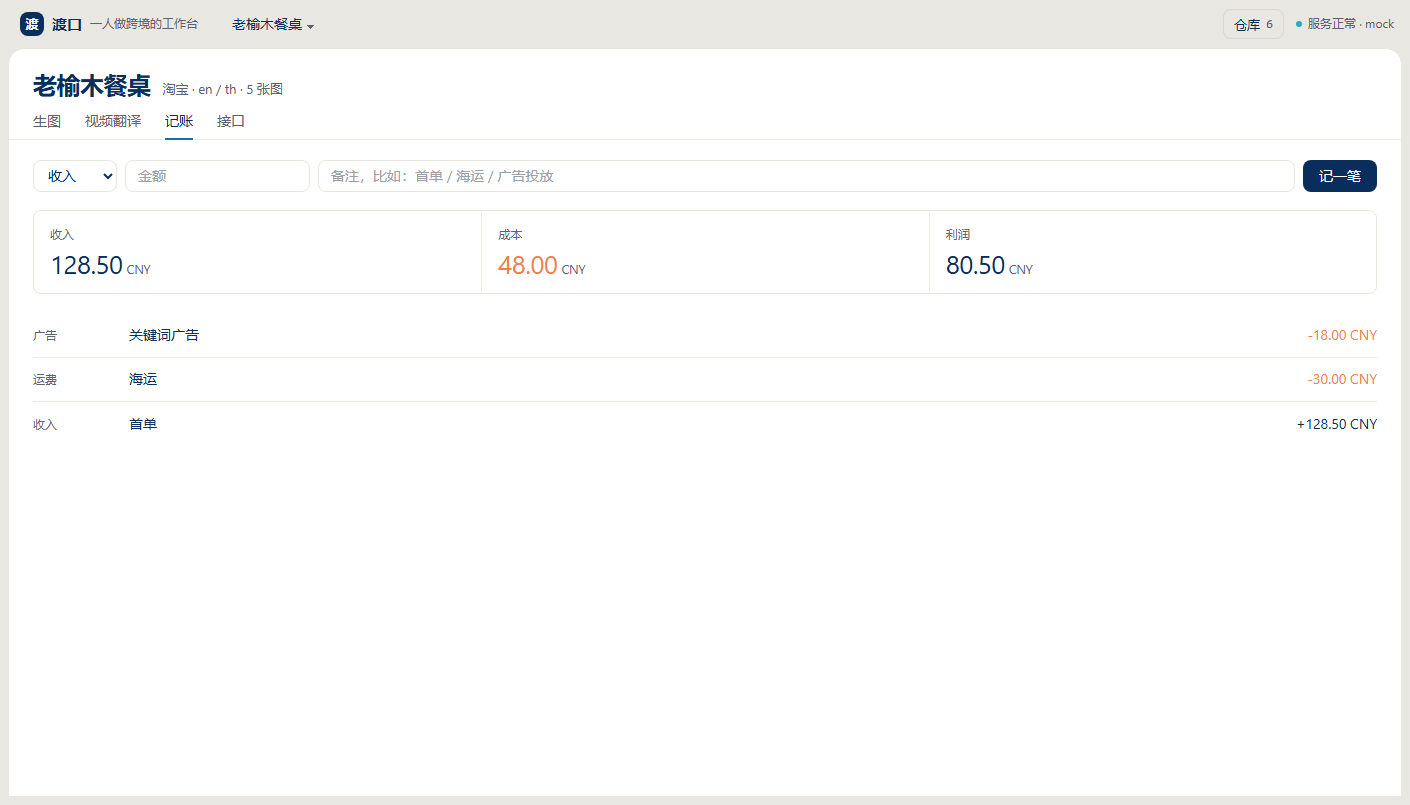 渡 渡口 一人做跨境的工作台 老榆木餐桌 仓库 6 服务正常 · mock
老榆木餐桌 淘宝 · en / th · 5 张图
生图 视频翻译 记账 接口
收入 金额 备注，比如：首单 / 海运 / 广告投放 记一笔
收入 成本 利润
128.50 CNY 48.00 CNY 80.50 CNY
广告 关键词广告 -18.00 CNY
运费 海运 -30.00 CNY
收入 首单 +128.50 CNY